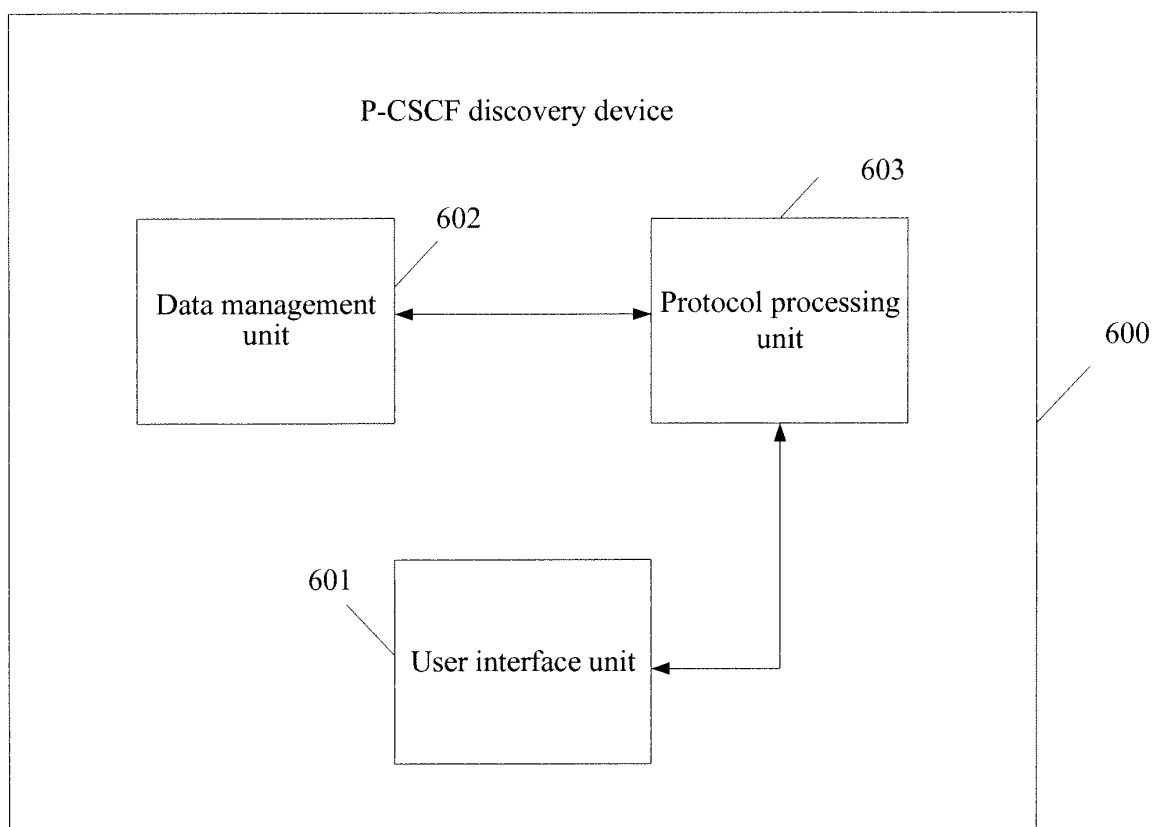 P-CSCF discovery device
603
602
Data management
unit
Protocol processing
unit
600
601
User interface unit